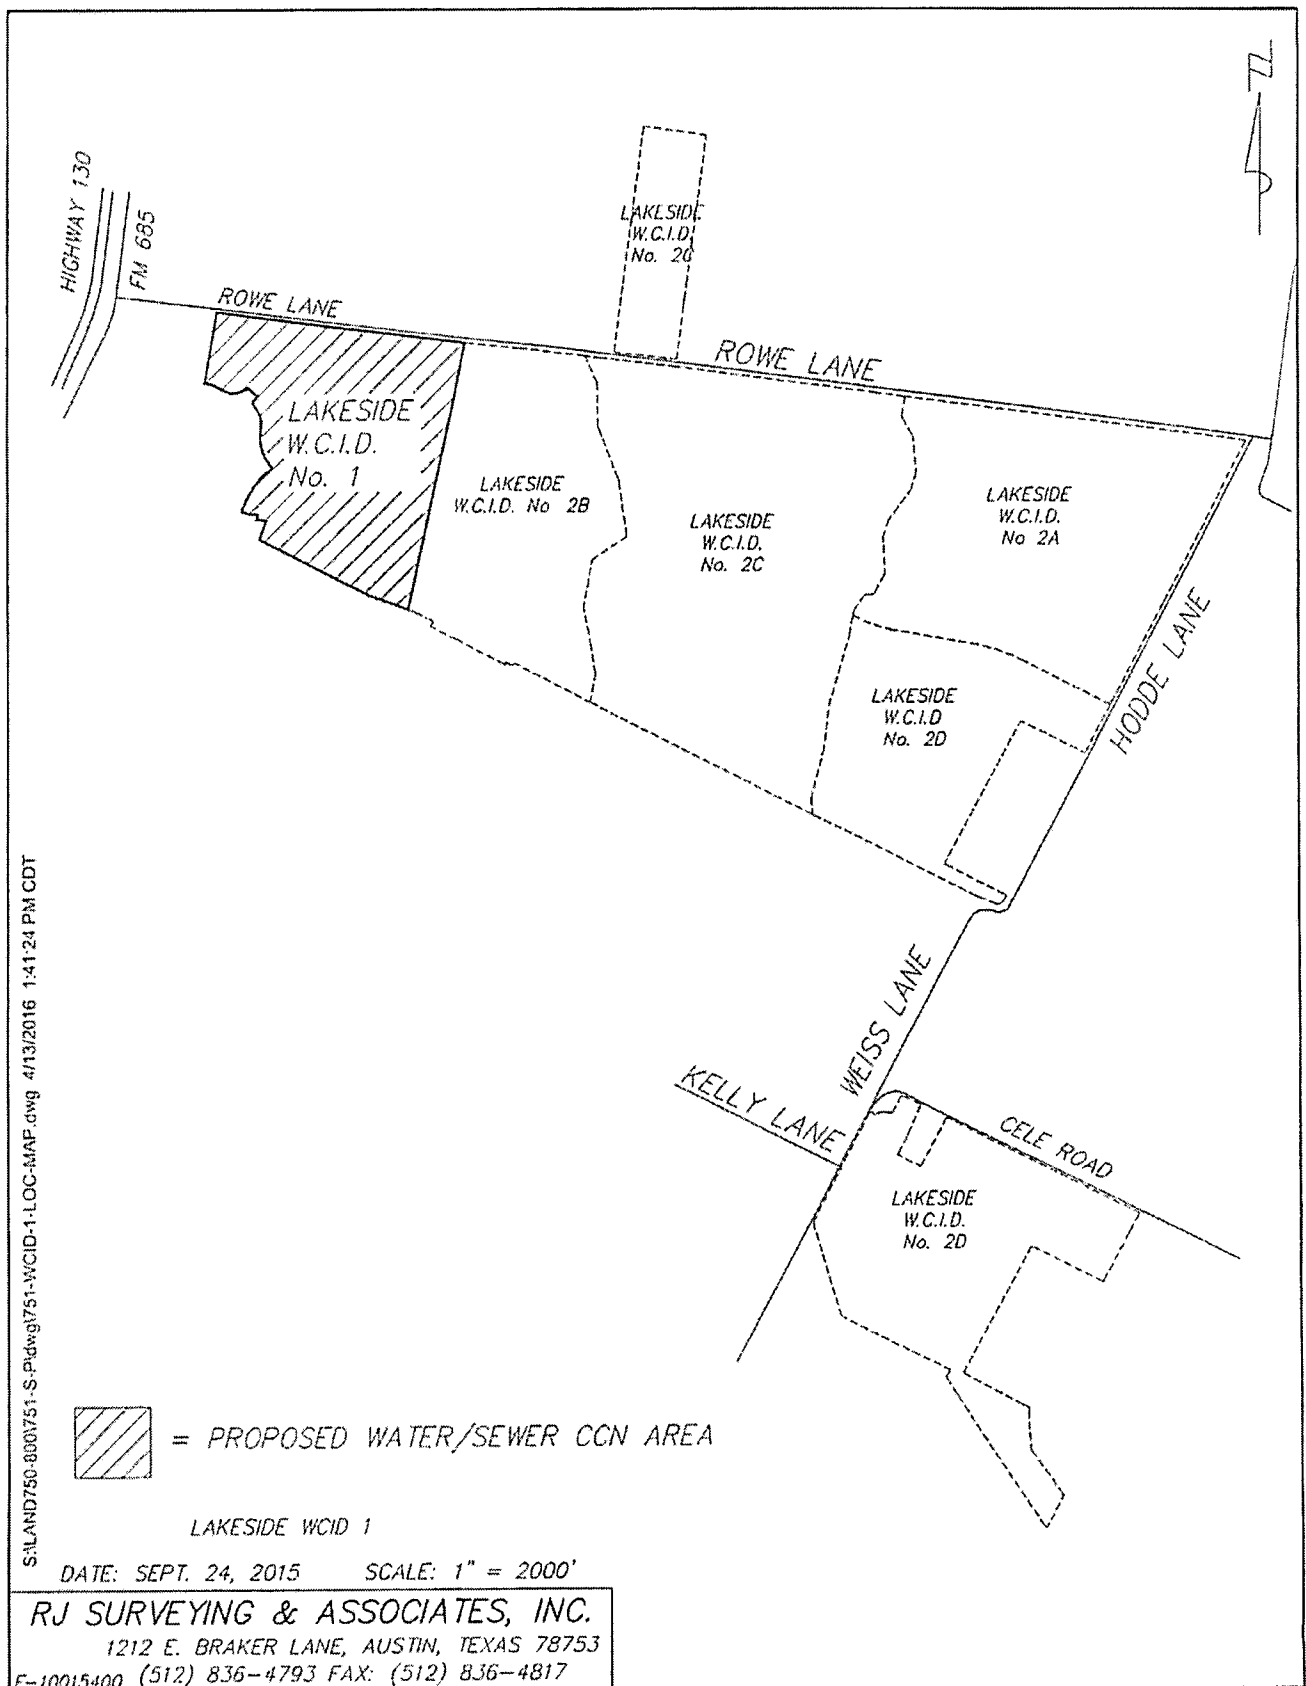 HIGHWAY 130
FM 685
LAKESIDE
W.C.I.D.
No. 2C
ROWE LANE
ROWE LANE
LAKESIDE
W.C.I.D.
No. 1
LAKESIDE
W.C.I.D. No 2B
LAKESIDE
W.C.I.D.
No. 2C
LAKESIDE
W.C.I.D.
No 2A
HODDE LANE
LAKESIDE
W.C.I.D
No. 2D
WEISS LANE
KELLY LANE
CELE ROAD
LAKESIDE
W.C.I.D.
No. 2D
S:\LAND750-800\751-S-P\dwg\751-WCID-1-LOC-MAP.dwg 4/13/2016 1:41:24 PM CDT
= PROPOSED WATER/SEWER CCN AREA
LAKESIDE WCID 1
DATE: SEPT. 24, 2015 SCALE: 1" = 2000'
RJ SURVEYING & ASSOCIATES, INC.
1212 E. BRAKER LANE, AUSTIN, TEXAS 78753
F-10015400 (512) 836-4793 FAX: (512) 836-4817